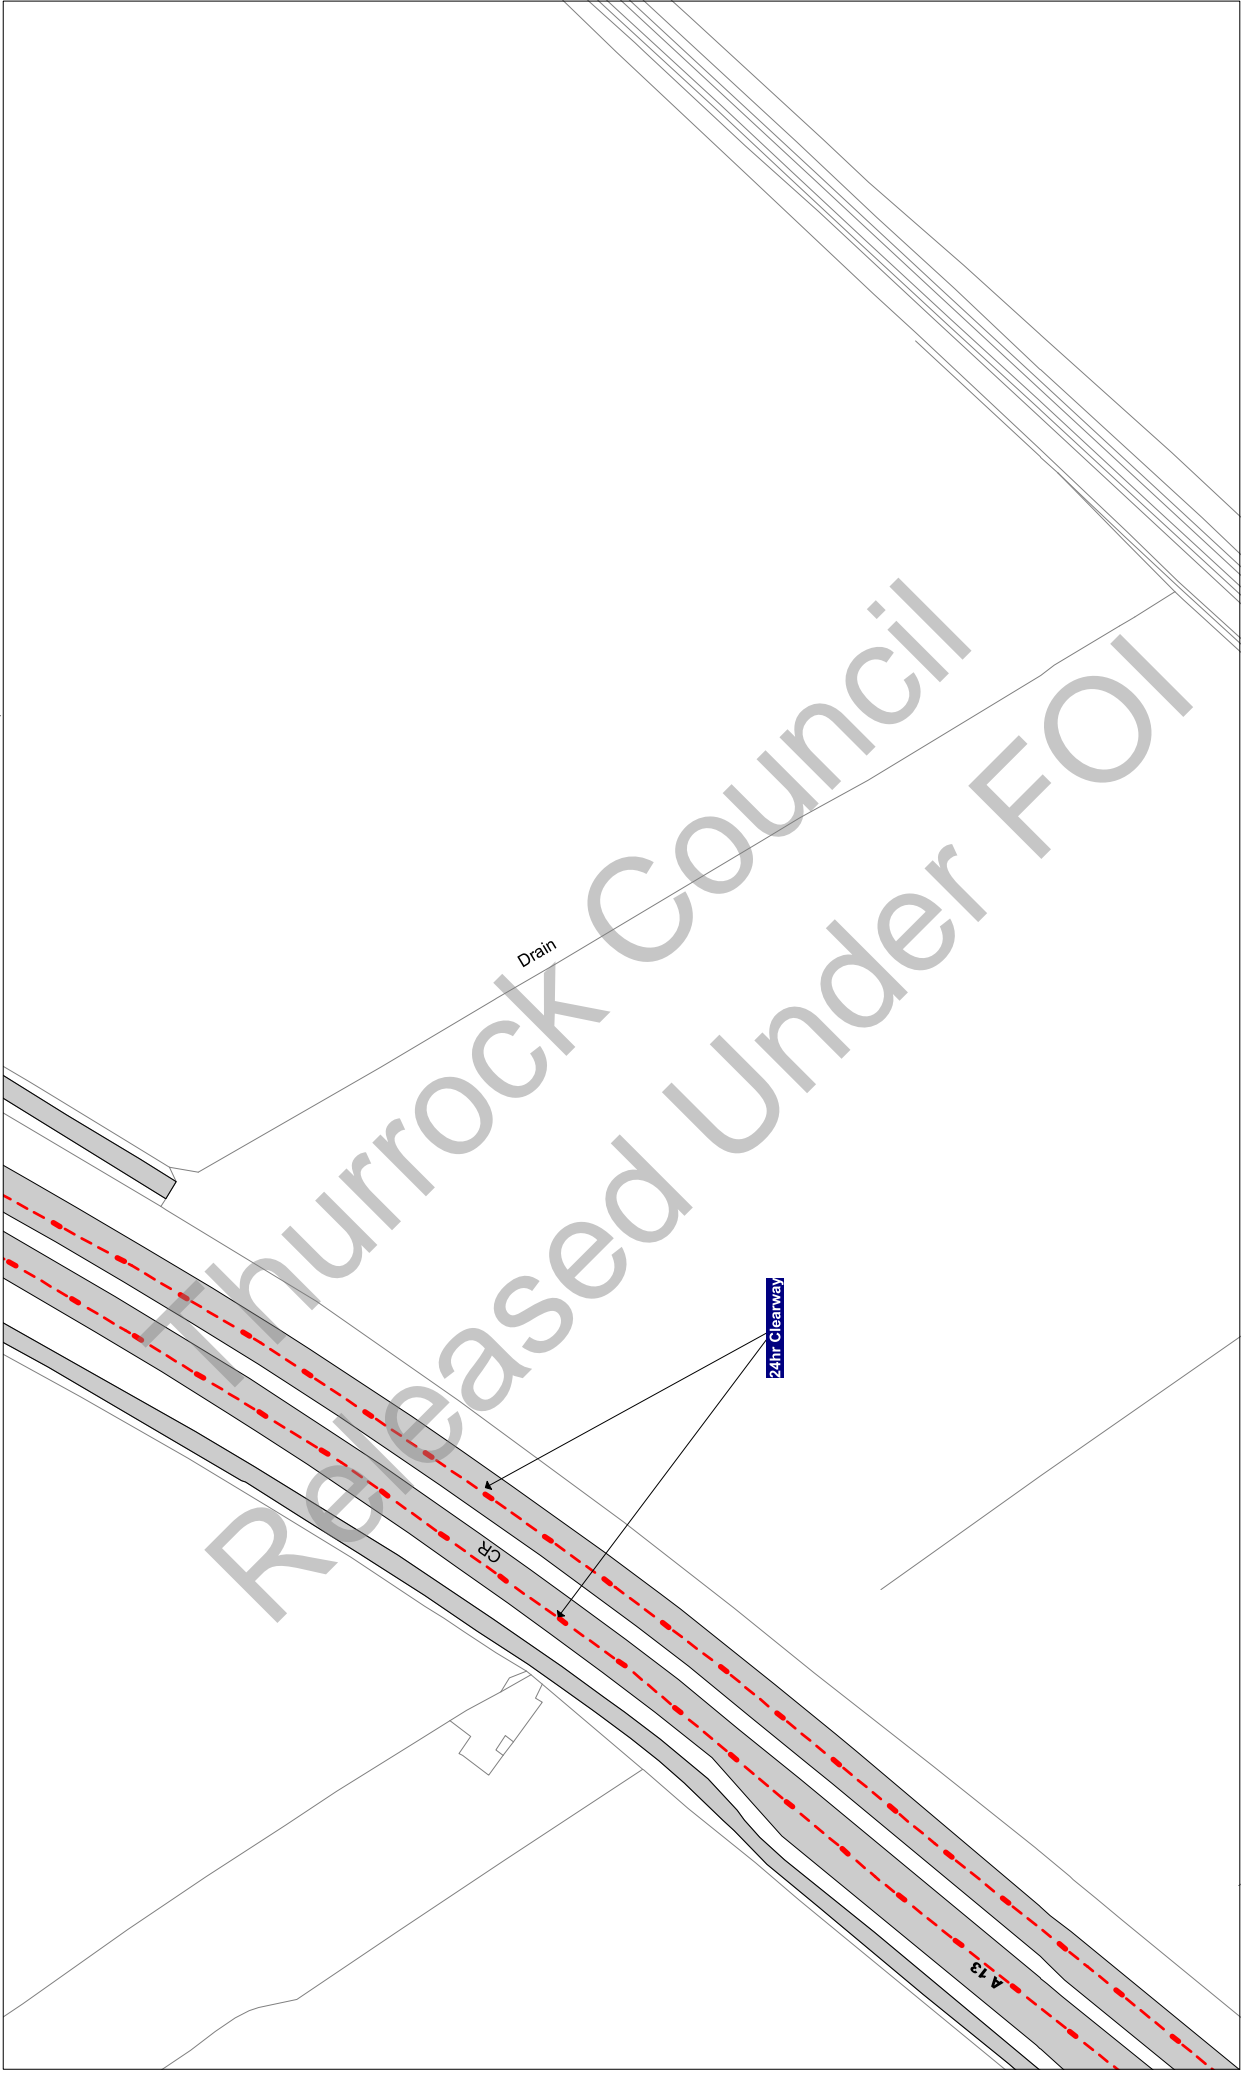 Thurrock Council
Released Under FOI
Drain
24hr Clearway
CR
A 13